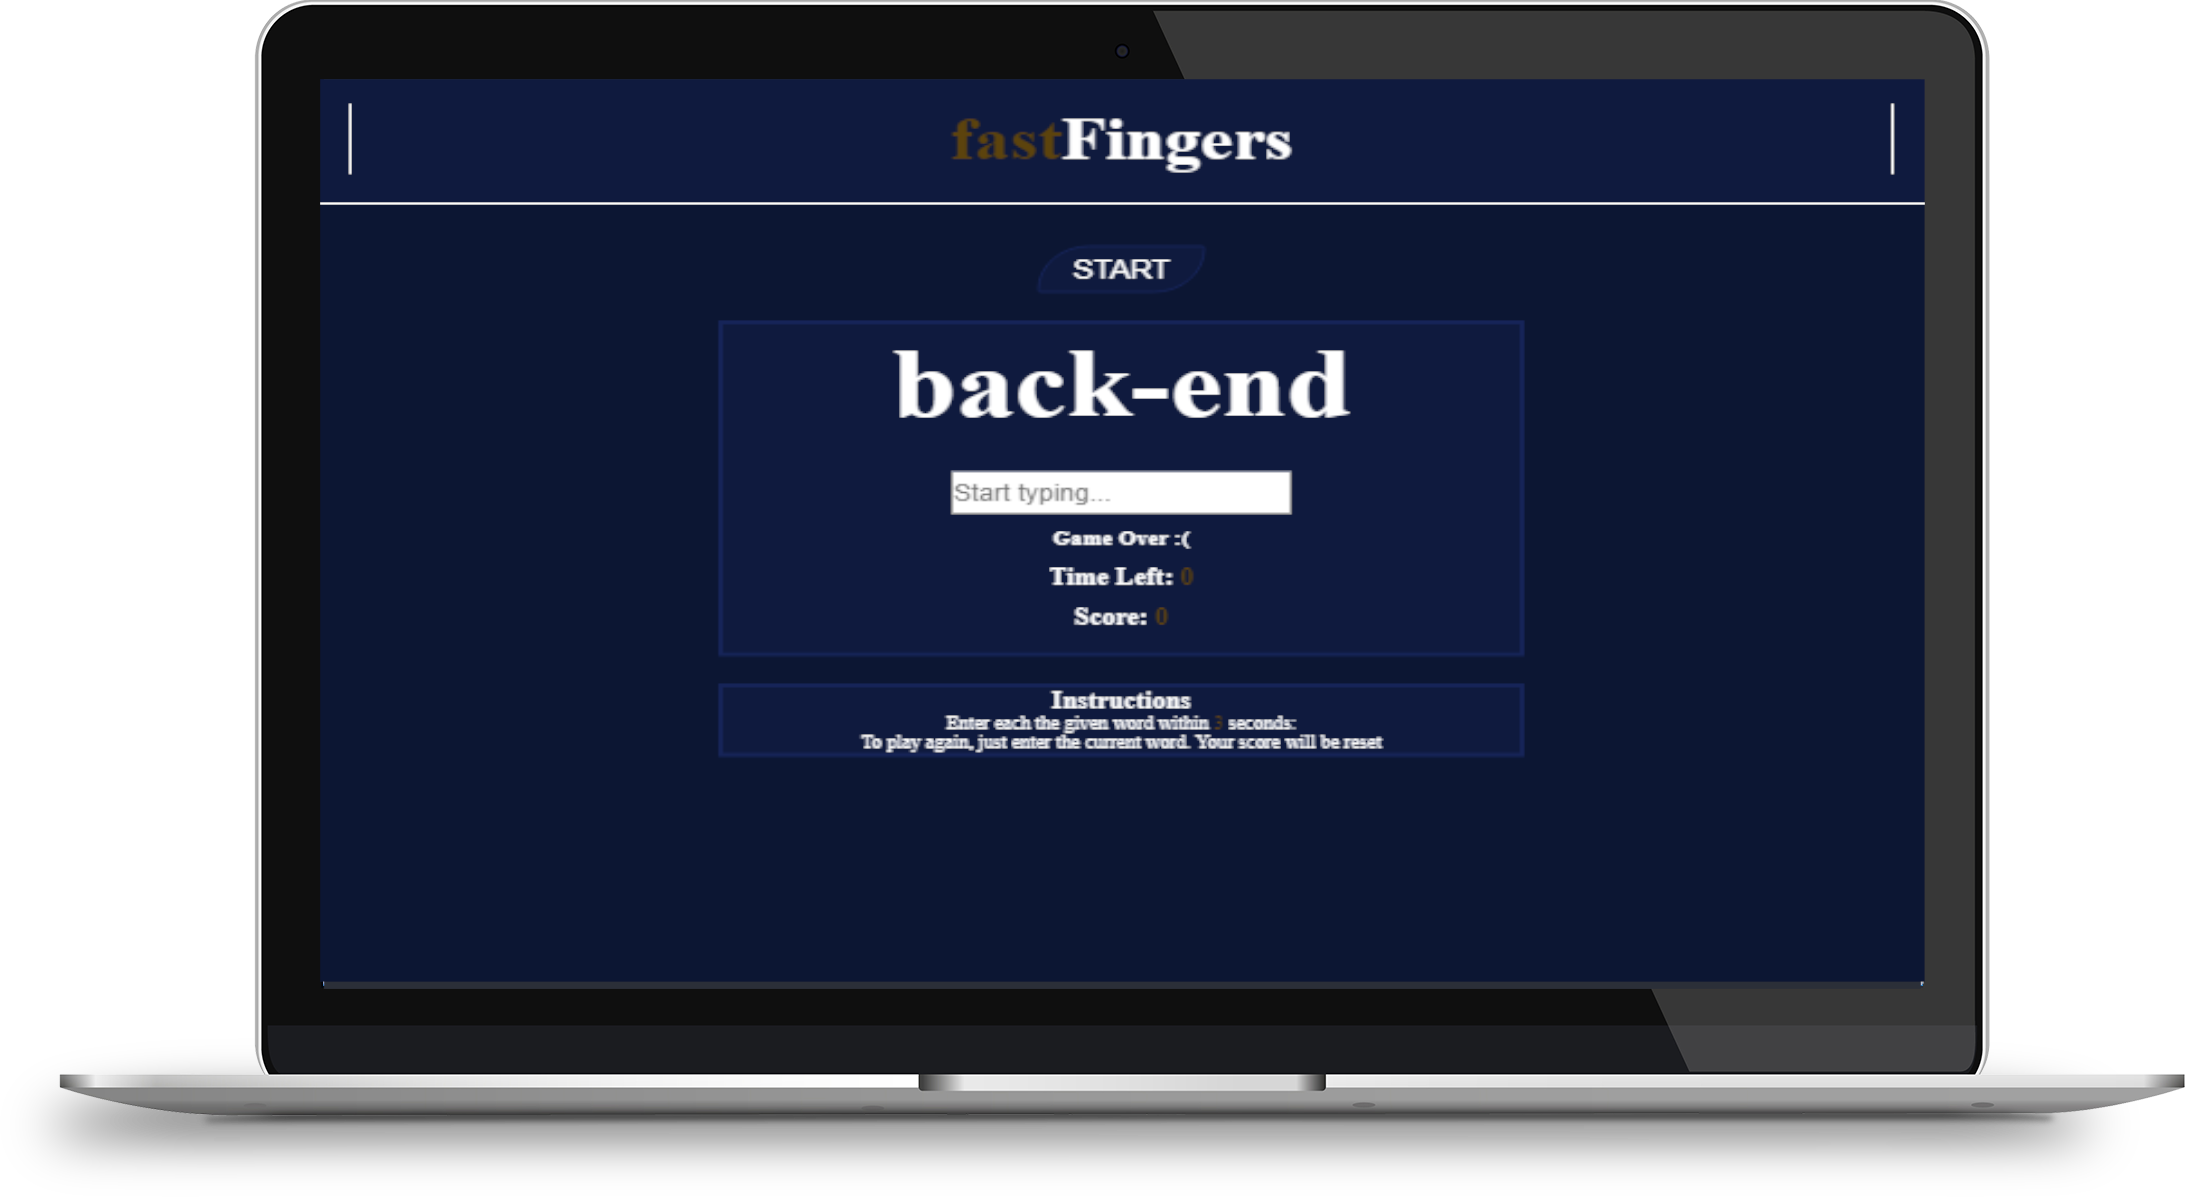 fastFingers
START
back-end
Start typing...
Game Over :(
Time Left: 0
Score: 0
Instructions
Enter each the given word within 3 seconds:
To play again, just enter the current word. Your score will be reset